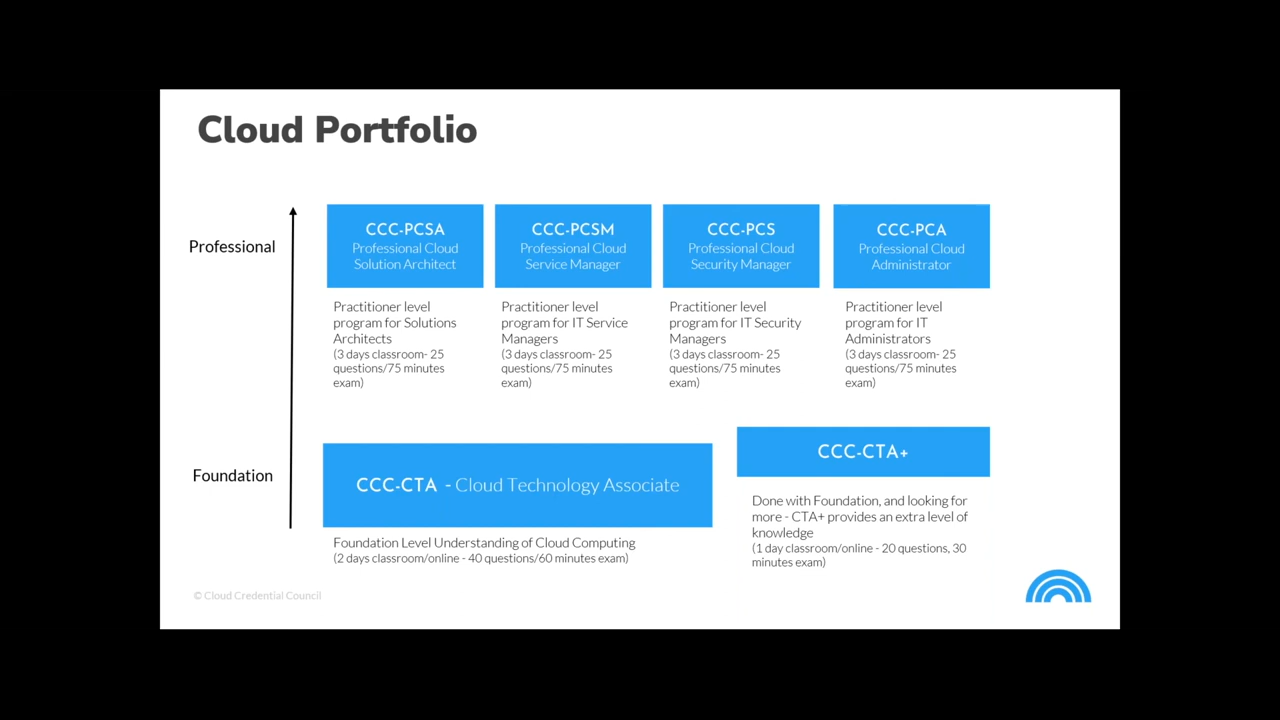 Cloud Portfolio
Professional
CCC-PCSA
Professional Cloud
Solution Architect
Practitioner level
program for Solutions
Architects
(3 days classroom- 25
questions/75 minutes
exam)
CCC-PCSM
Professional Cloud
Service Manager
Practitioner level
program for IT Service
Managers
(3 days classroom- 25
questions/75 minutes
exam)
CCC-PCS
Professional Cloud
Security Manager
Practitioner level
program for IT Security
Managers
(3 days classroom- 25
questions/75 minutes
exam)
CCC-PCA
Professional Cloud
Administrator
Practitioner level
program for IT
Administrators
(3 days classroom- 25
questions/75 minutes
exam)
Foundation
CCC-CTA - Cloud Technology Associate
Foundation Level Understanding of Cloud Computing
(2 days classroom/online - 40 questions/60 minutes exam)
CCC-CTA+
Done with Foundation, and looking for
more - CTA+ provides an extra level of
knowledge
(1 day classroom/online - 20 questions, 30
minutes exam)
© Cloud Credential Council